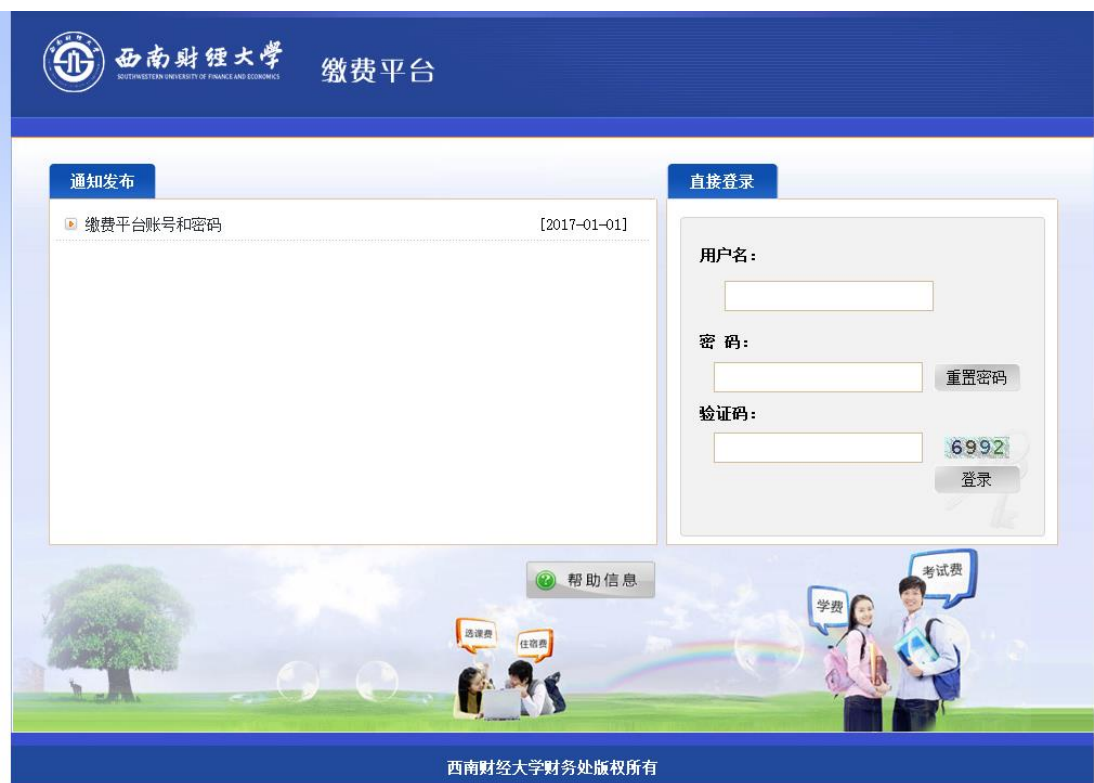 西南财经大学
SOUTHWESTERN UNIVERSITY OF FINANCE AND ECONOMICS
缴费平台
通知发布
缴费平台账号和密码 [2017-01-01]
直接登录
用户名：
密 码：
重置密码
验证码：
6992
登录
帮助信息
选课费
住宿费
学费
考试费
西南财经大学财务处版权所有